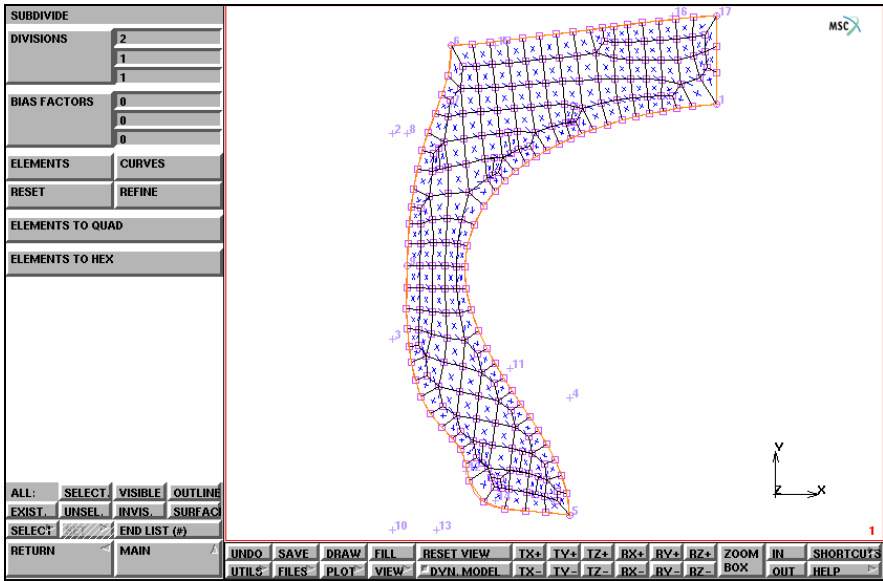 SUBDIVIDE
DIVISIONS 2
1
1
BIAS FACTORS 0
0
0
ELEMENTS CURVES
RESET REFINE
ELEMENTS TO QUAD
ELEMENTS TO HEX
ALL: SELECT. VISIBLE OUTLINE
EXIST. UNSEL. INVIS. SURFACE
SELECT END LIST (#)
RETURN MAIN
MSC
16 17
6
1
2 8
3
11
4
5
10 13
Y
Z X
1
UNDO SAVE DRAW FILL RESET VIEW TX+ TY+ TZ+ RX+ RY+ RZ+ ZOOM BOX IN SHORTCUTS
UTILS FILES PLOT VIEW DYN. MODEL TX- TY- TZ- RX- RY- RZ- OUT HELP